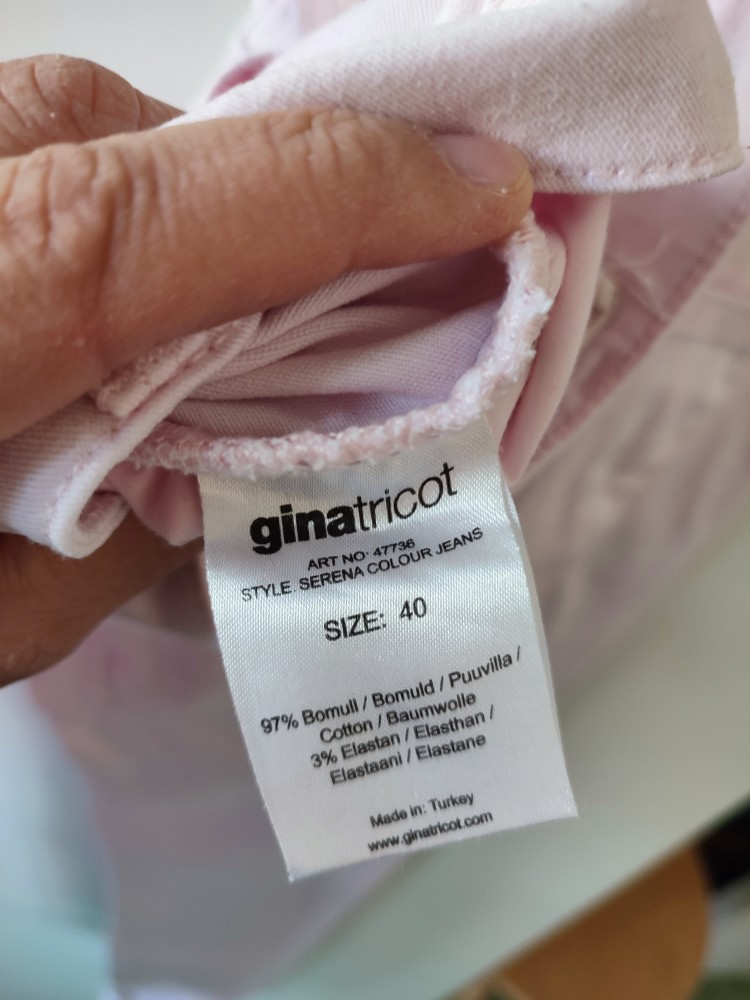 ginatricot
ART NO: 47736
STYLE. SERENA COLOUR JEANS
SIZE: 40
97% Bomull / Bomuld / Puuvilla /
Cotton / Baumwolle
3% Elastan / Elasthan /
Elastaani / Elastane
Made in: Turkey
www.ginatricot.com